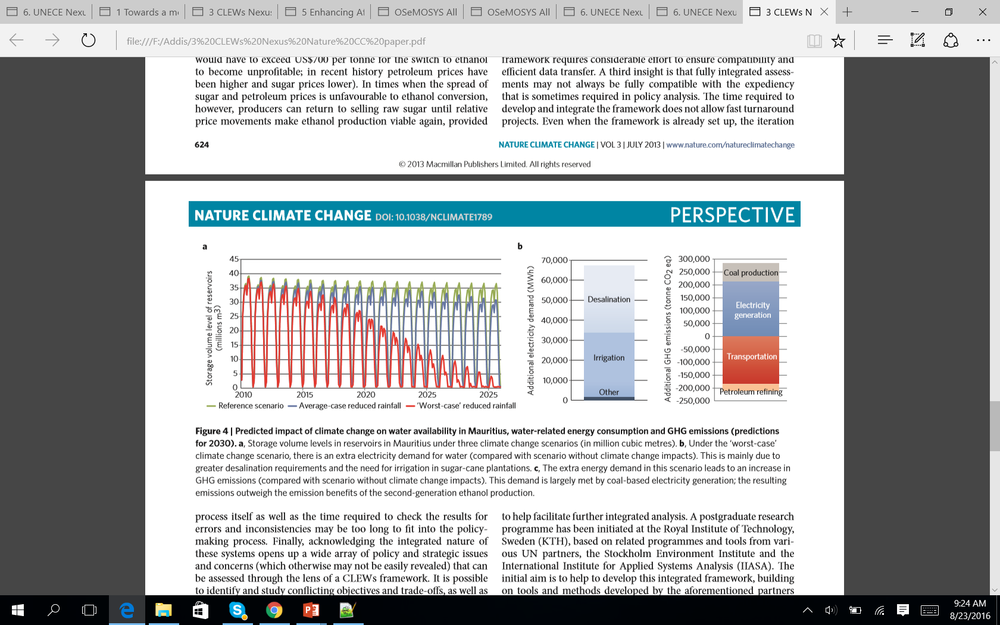 6. UNECE Nexu
1 Towards a m
3 CLEWs Nexus
5 Enhancing Af
OSeMOSYS All
OSeMOSYS All
6. UNECE Nexu
6. UNECE Nexu
3 CLEWs N
file:///F:/Addis/3%20CLEWs%20Nexus%20Nature%20CC%20paper.pdf
would have to exceed US$700 per tonne for the switch to ethanol
to become unprofitable; in recent history petroleum prices have
been higher and sugar prices lower). In times when the spread of
sugar and petroleum prices is unfavourable to ethanol conversion,
however, producers can return to selling raw sugar until relative
price movements make ethanol production viable again, provided
framework requires considerable effort to ensure compatibility and
efficient data transfer. A third insight is that fully integrated assess-
ments may not always be fully compatible with the expediency
that is sometimes required in policy analysis. The time required to
develop and integrate the framework does not allow fast turnaround
projects. Even when the framework is already set up, the iteration
624
NATURE CLIMATE CHANGE | VOL 3 | JULY 2013 | www.nature.com/natureclimatechange
© 2013 Macmillan Publishers Limited. All rights reserved
NATURE CLIMATE CHANGE DOI: 10.1038/NCLIMATE1789
PERSPECTIVE
a
Storage volume level of reservoirs
(millions m3)
45
40
35
30
25
20
15
10
5
0
2010
2015
2020
2025
2025
Reference scenario
Average-case reduced rainfall
'Worst-case' reduced rainfall
b
Additional electricity demand (MWh)
70,000
60,000
50,000
40,000
30,000
20,000
10,000
0
Desalination
Irrigation
Other
Additional GHG emissions (tonne CO2 eq)
300,000
250,000
200,000
150,000
100,000
50,000
0
-50,000
-100,000
-150,000
-200,000
-250,000
Coal production
Electricity
generation
Transportation
Petroleum refining
Figure 4 | Predicted impact of climate change on water availability in Mauritius, water-related energy consumption and GHG emissions (predictions
for 2030). a, Storage volume levels in reservoirs in Mauritius under three climate change scenarios (in million cubic metres). b, Under the 'worst-case'
climate change scenario, there is an extra electricity demand for water (compared with scenario without climate change impacts). This is mainly due to
greater desalination requirements and the need for irrigation in sugar-cane plantations. c, The extra energy demand in this scenario leads to an increase in
GHG emissions (compared with scenario without climate change impacts). This demand is largely met by coal-based electricity generation; the resulting
emissions outweigh the emission benefits of the second-generation ethanol production.
process itself as well as the time required to check the results for
errors and inconsistencies may be too long to fit into the policy-
making process. Finally, acknowledging the integrated nature of
these systems opens up a wide array of policy and strategic issues
and concerns (which otherwise may not be easily revealed) that can
be assessed through the lens of a CLEWs framework. It is possible
to identify and study conflicting objectives and trade-offs, as well as
to help facilitate further integrated analysis. A postgraduate research
programme has been initiated at the Royal Institute of Technology,
Sweden (KTH), based on related programmes and tools from vari-
ous UN partners, the Stockholm Environment Institute and the
International Institute for Applied Systems Analysis (IIASA). The
initial aim is to help to develop this integrated framework, building
on tools and methods developed by the aforementioned partners
9:24 AM
8/23/2016